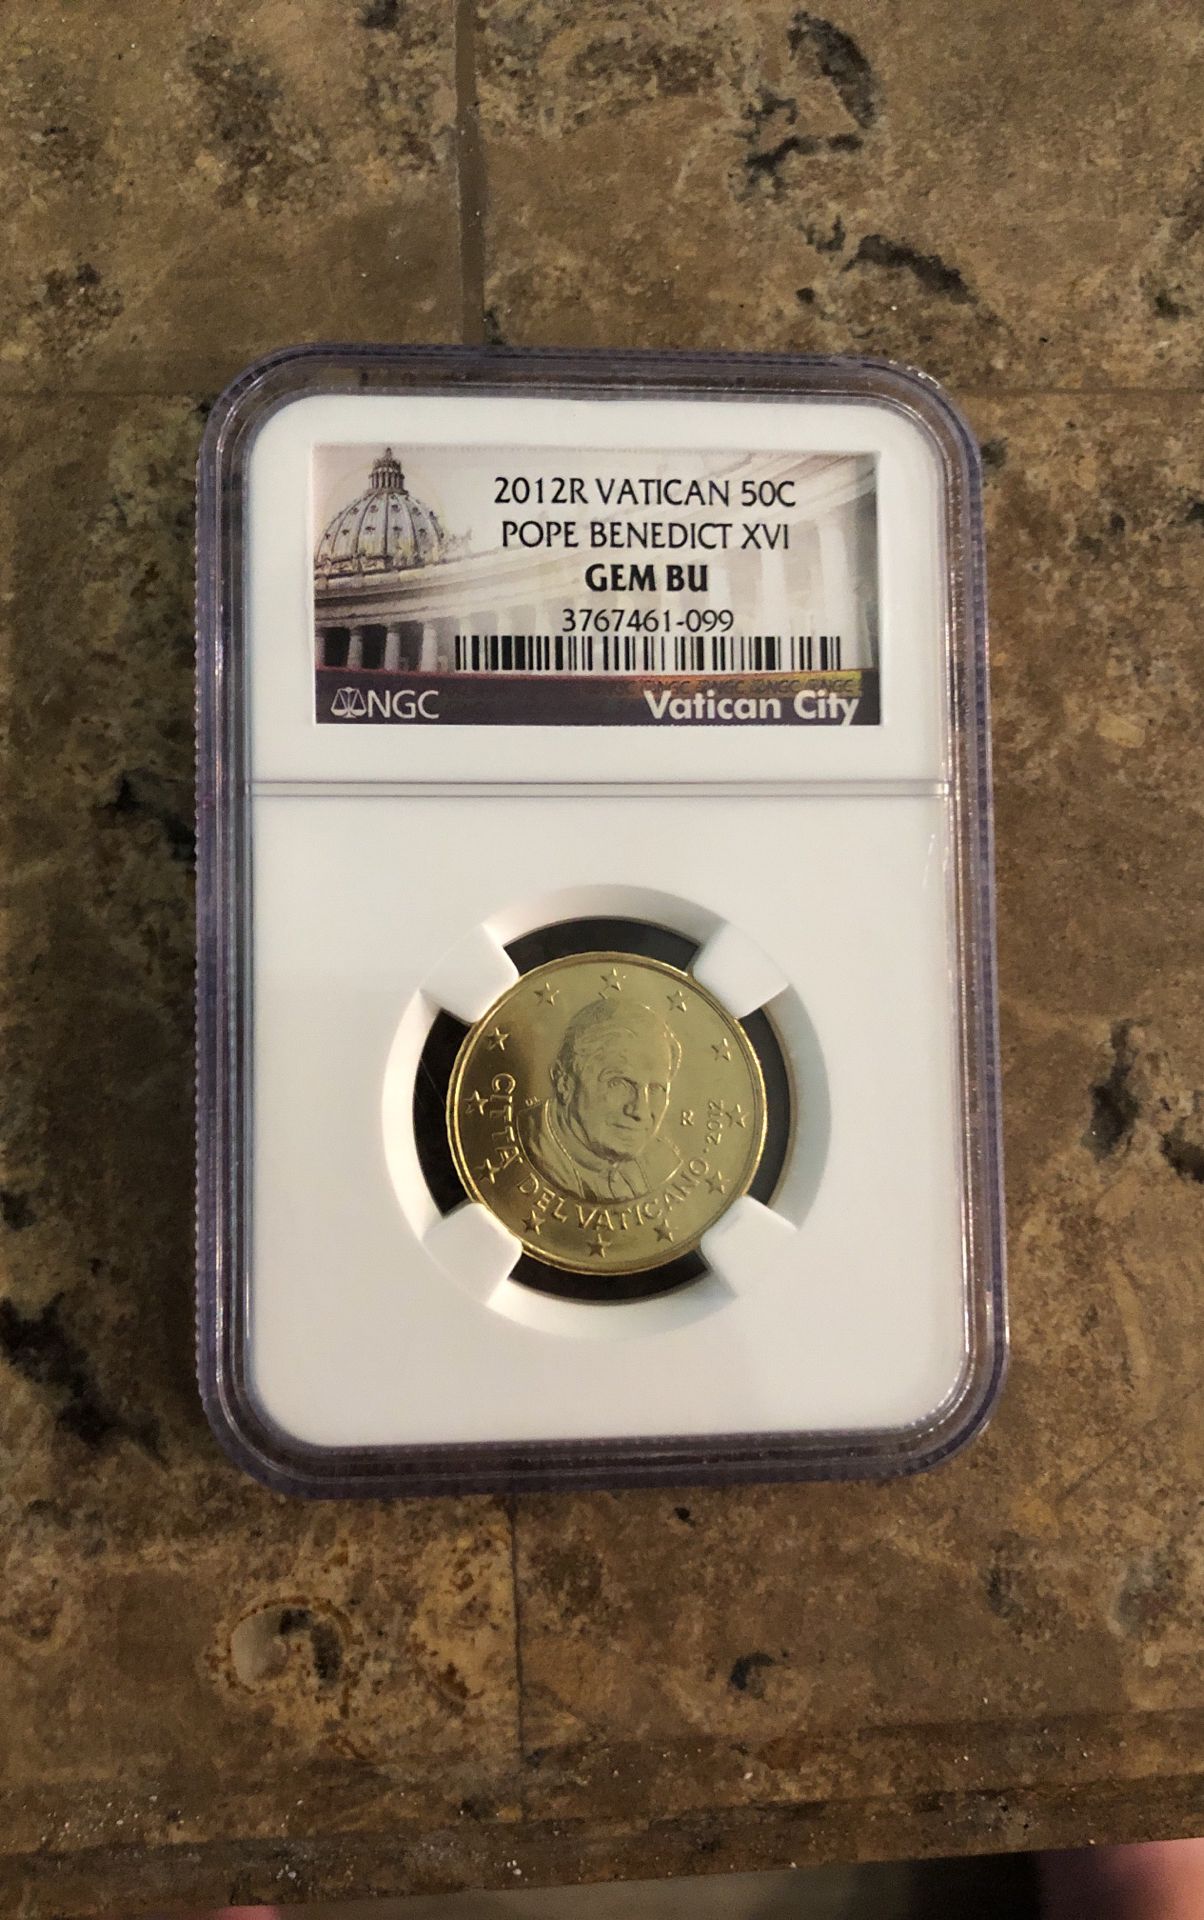 2012R VATICAN 50C
POPE BENEDICT XVI
GEM BU
3767461-099
NGC
Vatican City
CITTA' DEL VATICANO · 2012
R